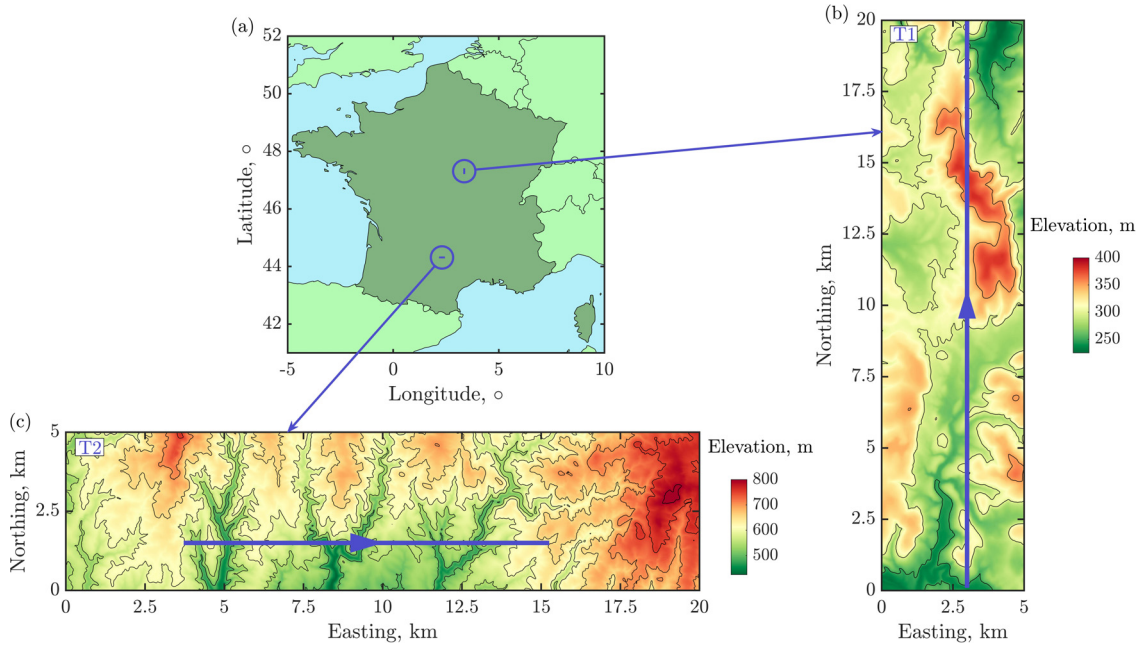 (a)
52
50
48
46
44
42
Latitude, ○
-5 0 5 10
Longitude, ○
(b)
T1
20
17.5
15
12.5
10
7.5
5
2.5
0
Northing, km
0 2.5 5
Easting, km
Elevation, m
400
350
300
250
(c)
T2
5
2.5
0
Northing, km
0 2.5 5 7.5 10 12.5 15 17.5 20
Easting, km
Elevation, m
800
700
600
500